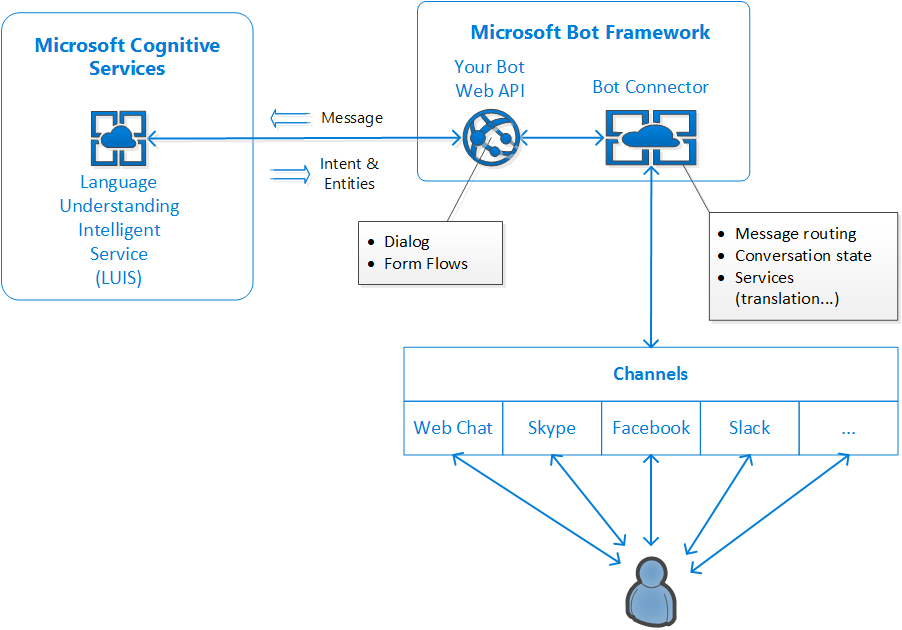 Microsoft Cognitive
Services
Language
Understanding
Intelligent
Service
(LUIS)
Message
Intent &
Entities
Microsoft Bot Framework
Your Bot
Web API
Bot Connector
• Dialog
• Form Flows
• Message routing
• Conversation state
• Services
(translation...)
Channels
Web Chat
Skype
Facebook
Slack
...